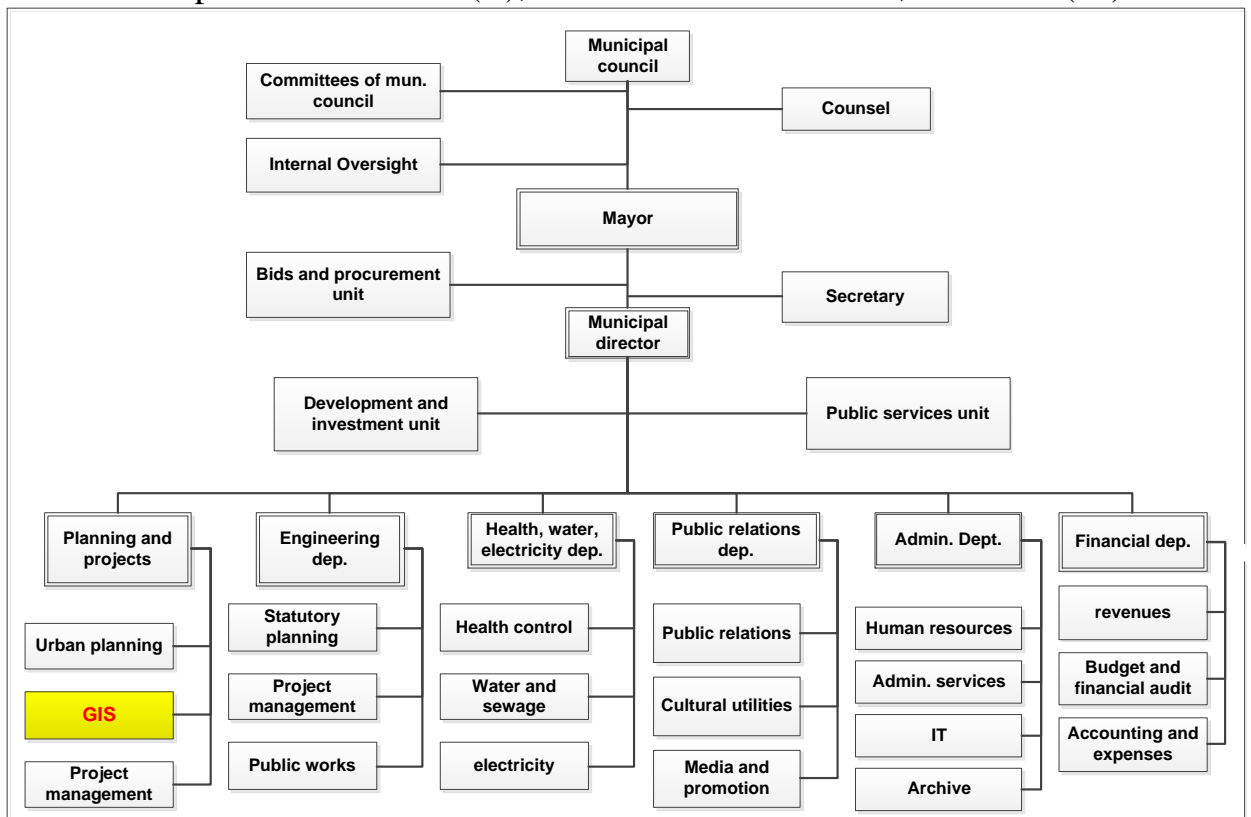 Municipal
council
Committees of mun.
council
Counsel
Internal Oversight
Mayor
Bids and procurement
unit
Secretary
Municipal
director
Development and
investment unit
Public services unit
Planning and
projects
Engineering
dep.
Health, water,
electricity dep.
Public relations
dep.
Admin. Dept.
Financial dep.
Urban planning
GIS
Project
management
Statutory
planning
Project
management
Public works
Health control
Water and
sewage
electricity
Public relations
Cultural utilities
Media and
promotion
Human resources
Admin. services
IT
Archive
revenues
Budget and
financial audit
Accounting and
expenses